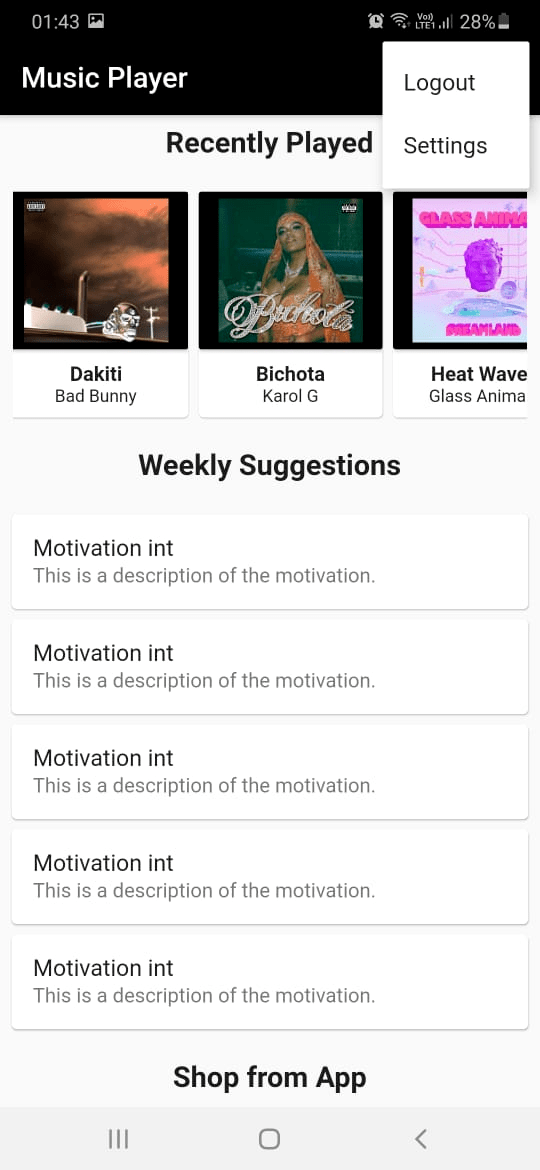 01:43
Vo)) LTE1 28%
Music Player
Logout
Settings
Recently Played
Bichota
GLASS ANIMA
DREAMLAND
Dakiti
Bad Bunny
Bichota
Karol G
Heat Wave
Glass Anima
Weekly Suggestions
Motivation int
This is a description of the motivation.
Motivation int
This is a description of the motivation.
Motivation int
This is a description of the motivation.
Motivation int
This is a description of the motivation.
Motivation int
This is a description of the motivation.
Shop from App